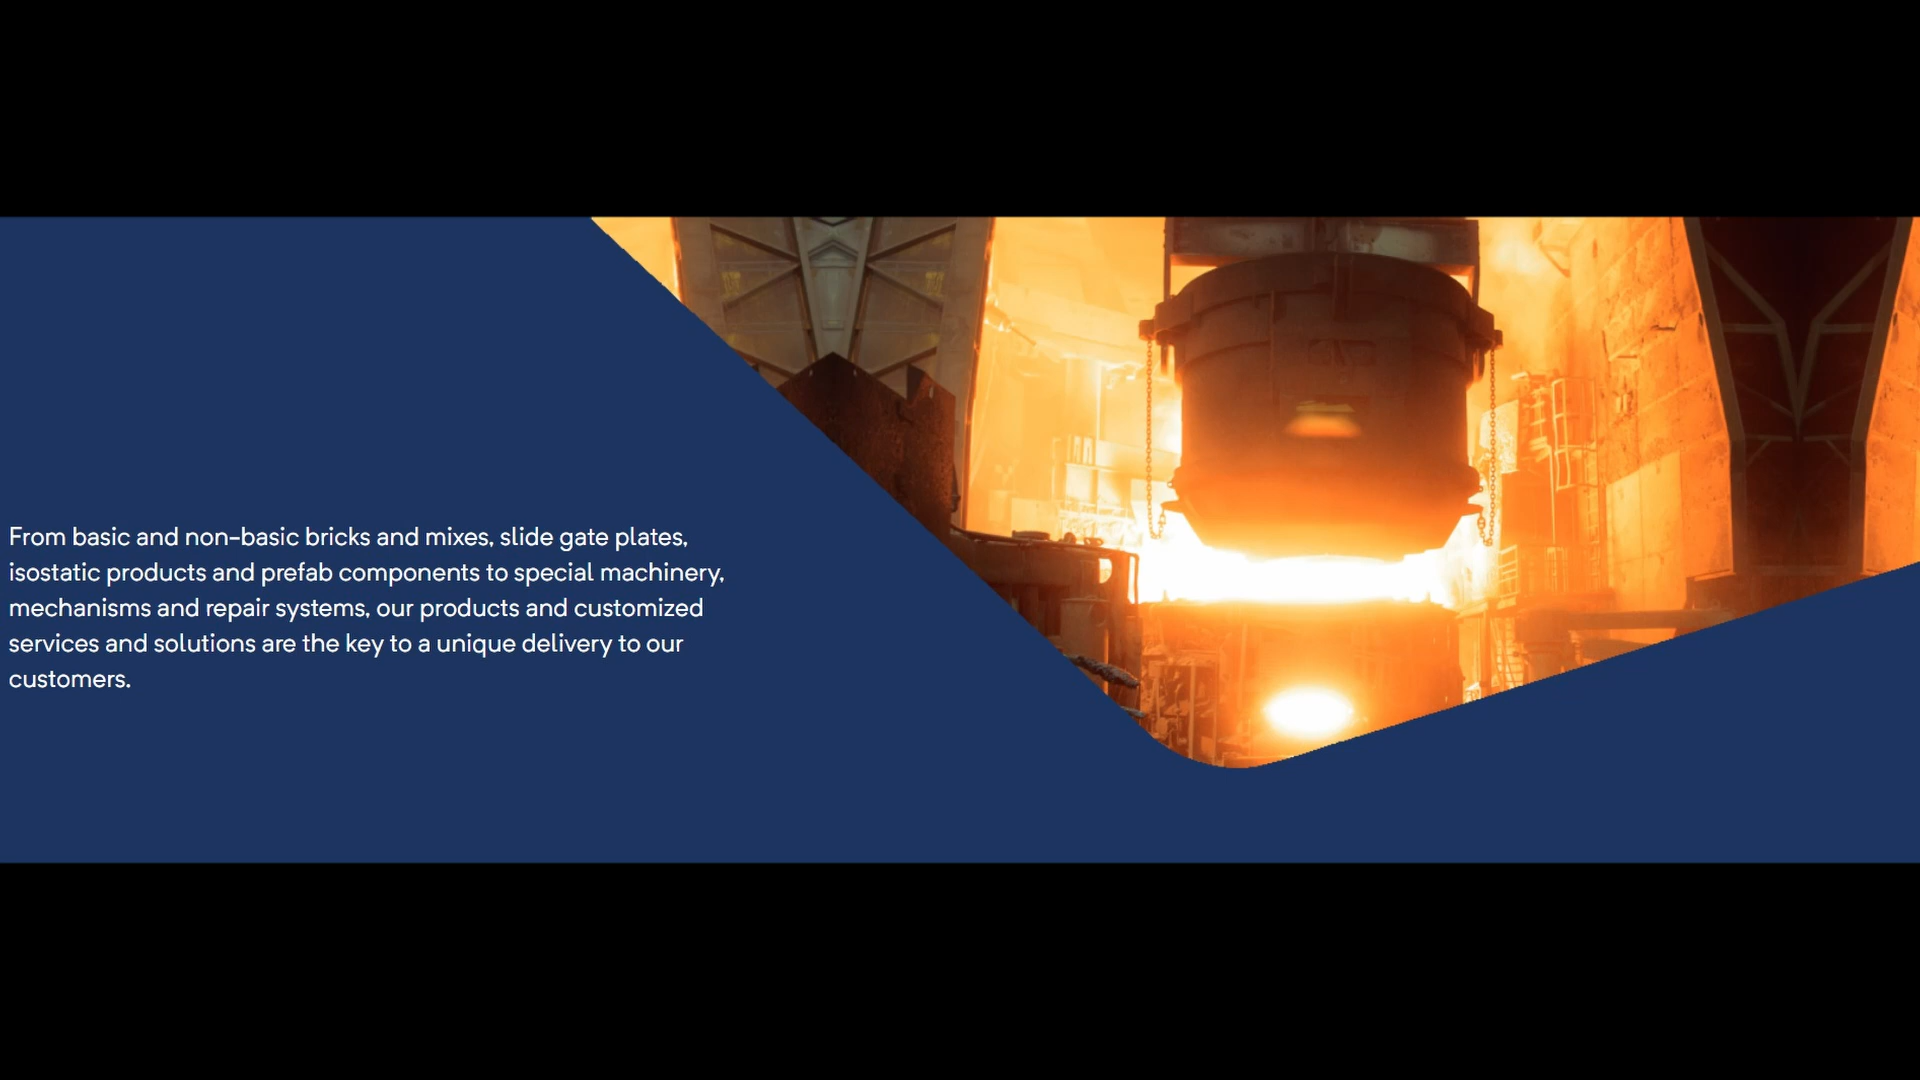 From basic and non-basic bricks and mixes, slide gate plates,
isostatic products and prefab components to special machinery,
mechanisms and repair systems, our products and customized
services and solutions are the key to a unique delivery to our
customers.